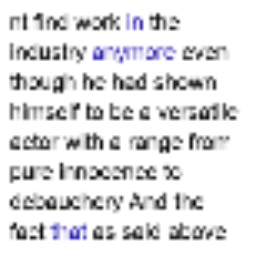 nt find work in the
industry anymore even
though he had shown
himself to be a versatile
actor with a range from
pure innocence to
debauchery And the
fact that as said above